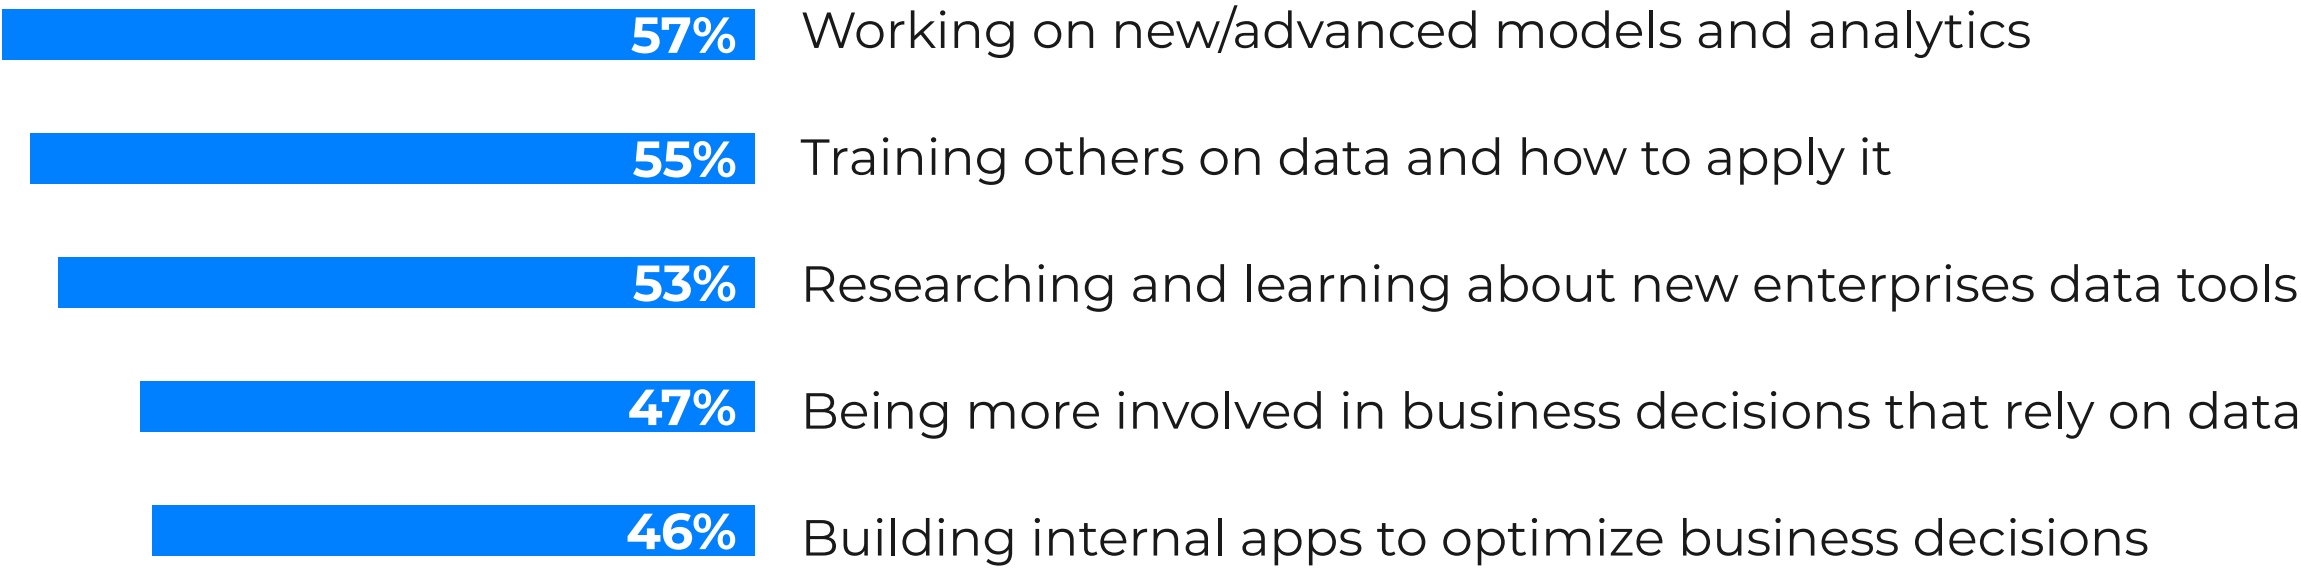 57% Working on new/advanced models and analytics
55% Training others on data and how to apply it
53% Researching and learning about new enterprises data tools
47% Being more involved in business decisions that rely on data
46% Building internal apps to optimize business decisions